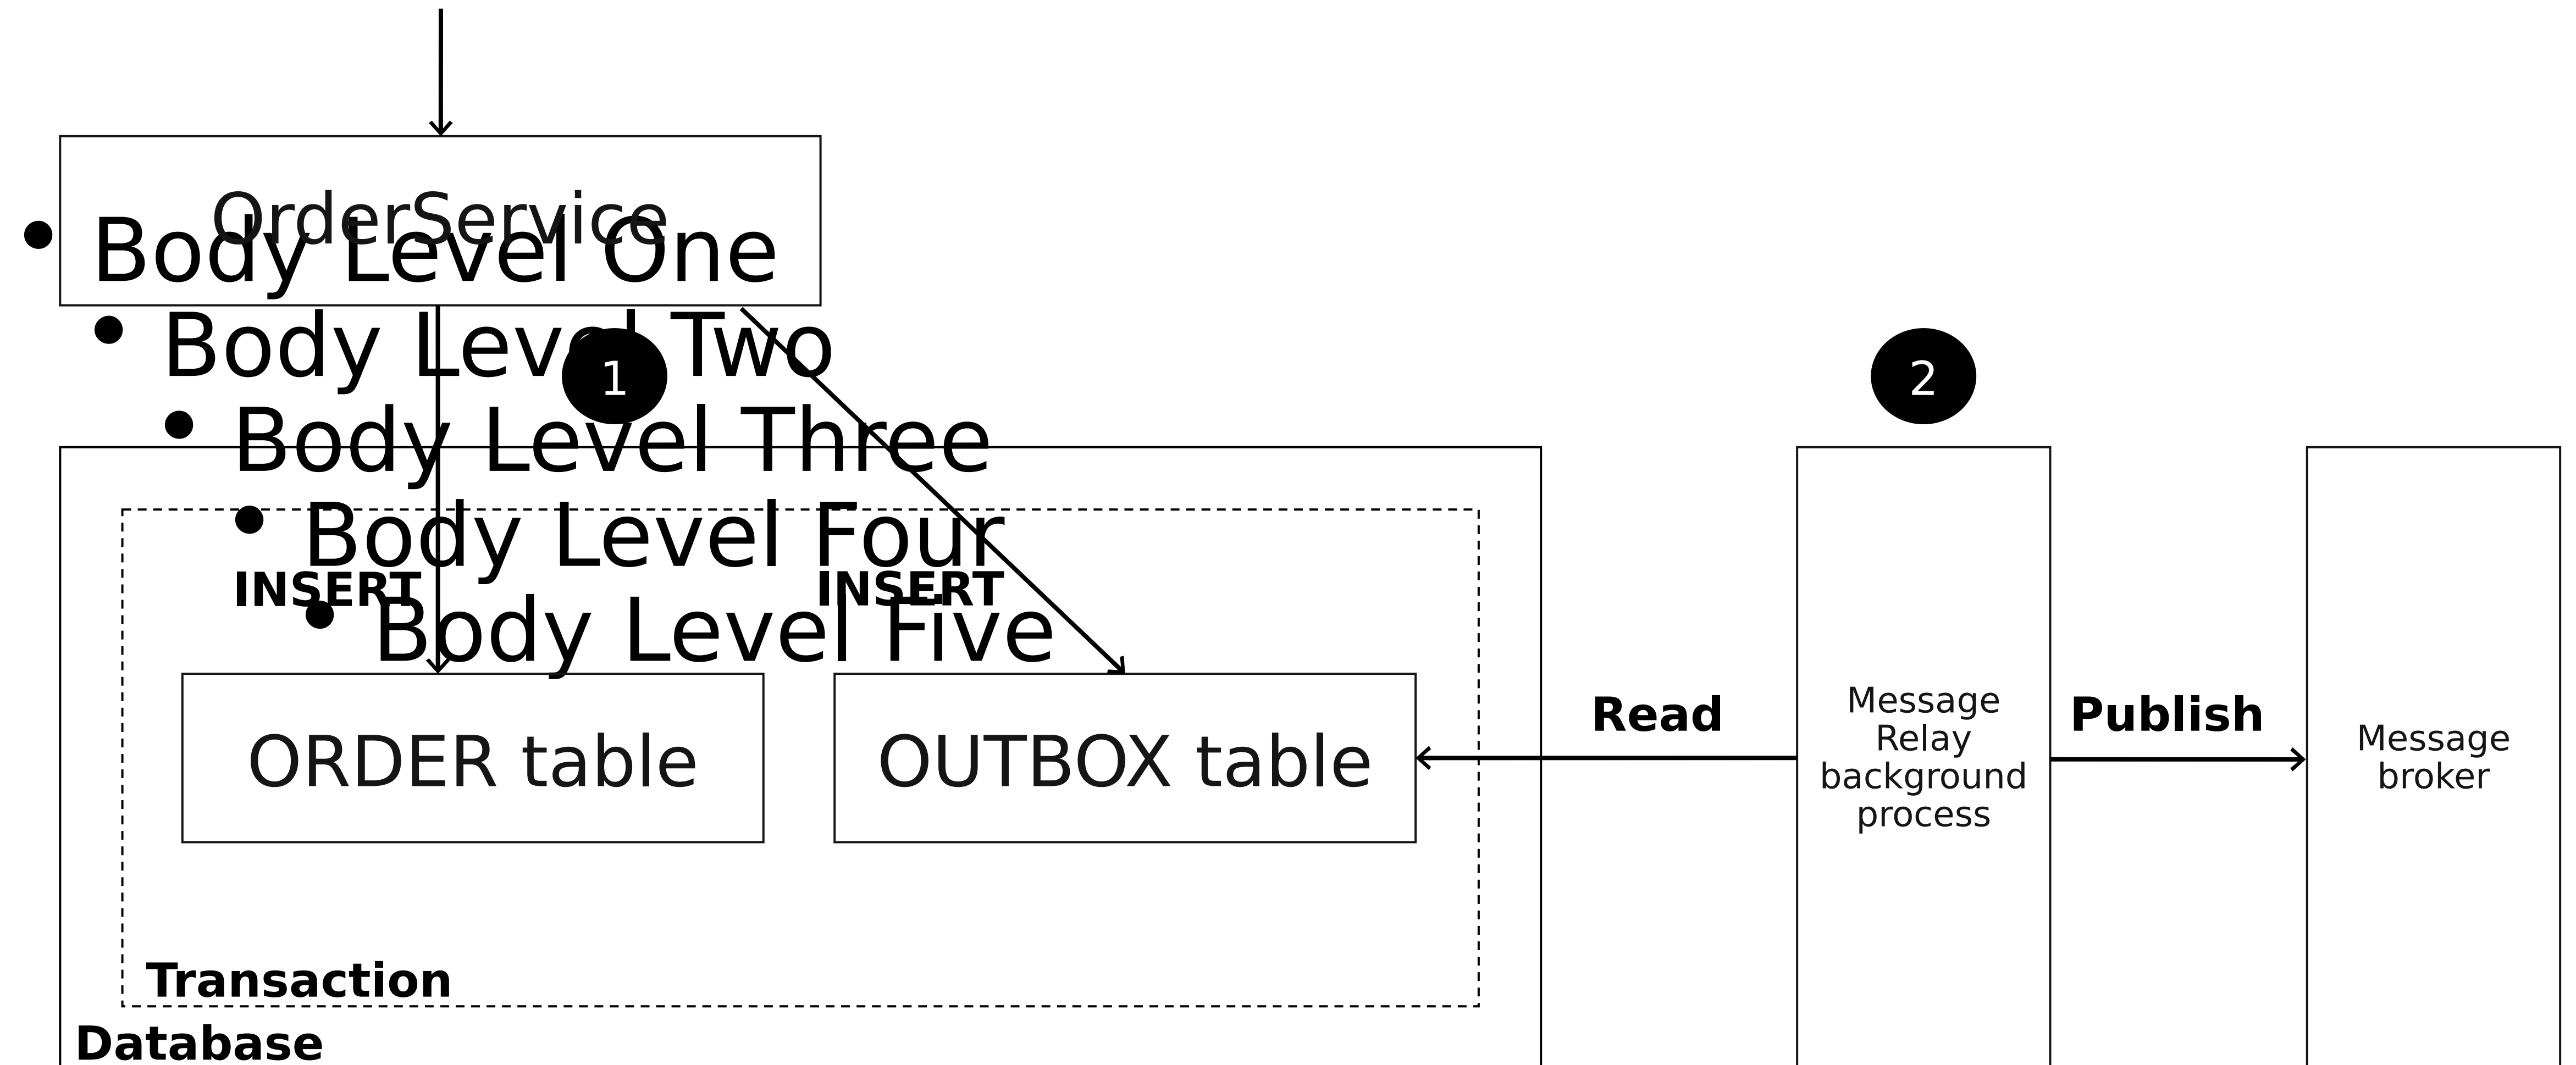 OrderService
• Body Level One
• Body Level Two
1
2
• Body Level Three
• Body Level Four
INSERT
INSERT
• Body Level Five
ORDER table
OUTBOX table
Read
Message
Relay
background
process
Publish
Message
broker
Transaction
Database